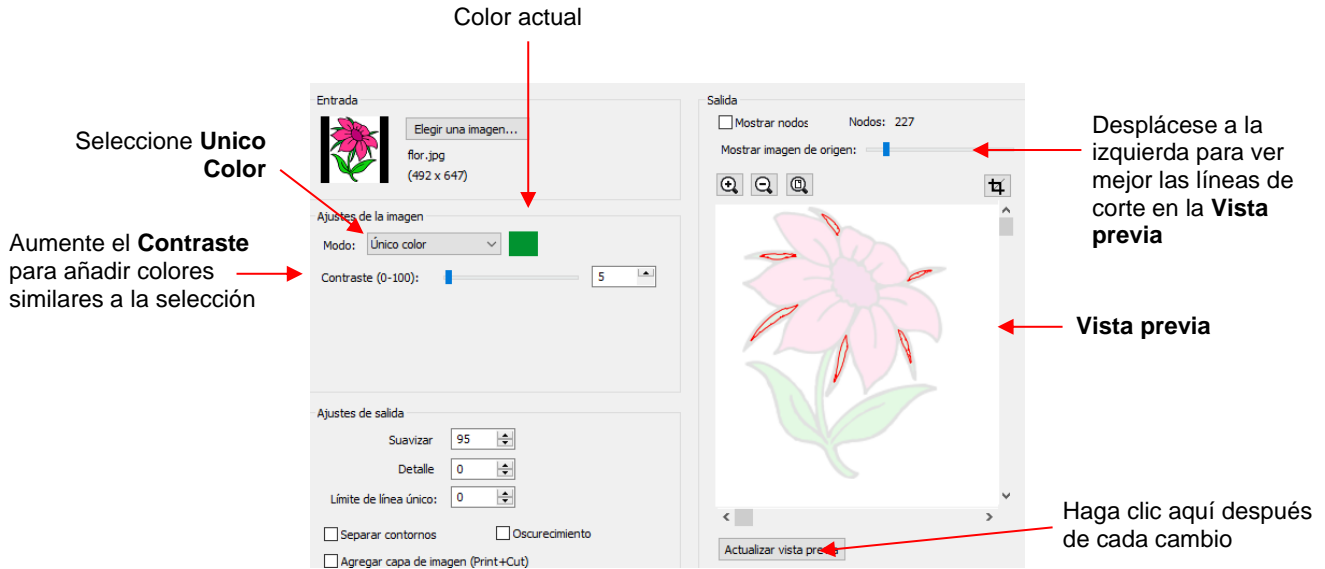 Color actual
Seleccione Unico
Color
Aumente el Contraste
para añadir colores
similares a la selección
Entrada
Elegir una imagen...
flor.jpg
(492 x 647)
Ajustes de la imagen
Modo: Único color
Contraste (0-100): 5
Ajustes de salida
Suavizar 95
Detalle 0
Límite de línea único: 0
Separar contornos Oscurecimiento
Agregar capa de imagen (Print+Cut)
Salida
Mostrar nodos Nodos: 227
Mostrar imagen de origen:
Actualizar vista previa
Desplácese a la
izquierda para ver
mejor las líneas de
corte en la Vista
previa
Vista previa
Haga clic aquí después
de cada cambio